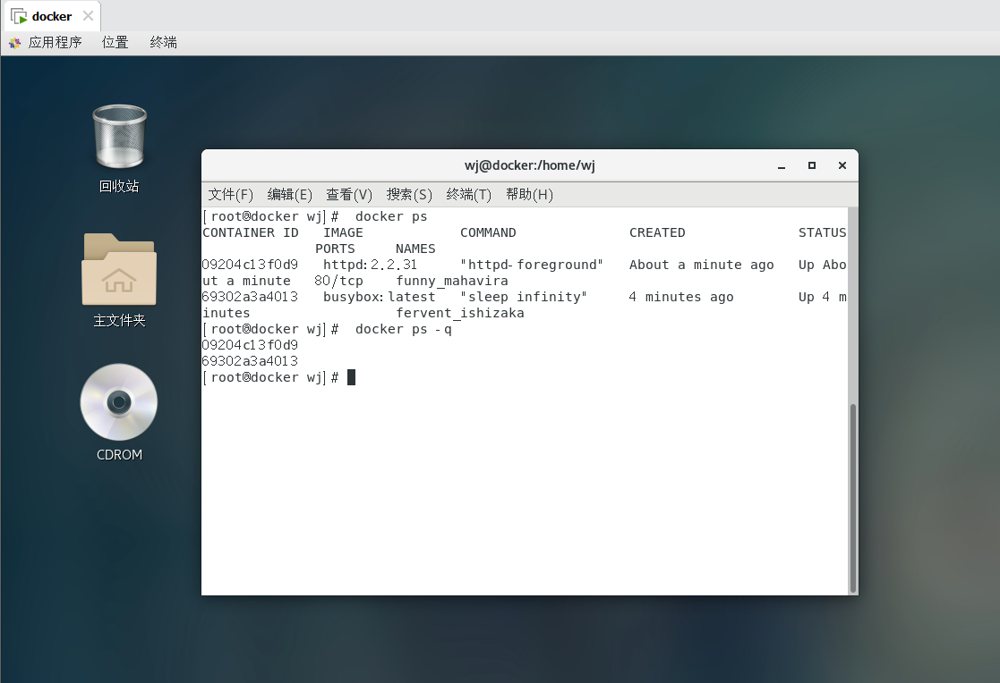 docker
应用程序 位置 终端
回收站
主文件夹
CDROM
wj@docker:/home/wj
文件(F) 编辑(E) 查看(V) 搜索(S) 终端(T) 帮助(H)
[root@docker wj]#  docker ps
CONTAINER ID   IMAGE            COMMAND              CREATED              STATUS
              PORTS     NAMES
09204c13f0d9   httpd:2.2.31     "httpd-foreground"   About a minute ago   Up Abo
ut a minute   80/tcp    funny_mahavira
69302a3a4013   busybox:latest   "sleep infinity"     4 minutes ago        Up 4 m
inutes                  fervent_ishizaka
[root@docker wj]#  docker ps -q
09204c13f0d9
69302a3a4013
[root@docker wj]#